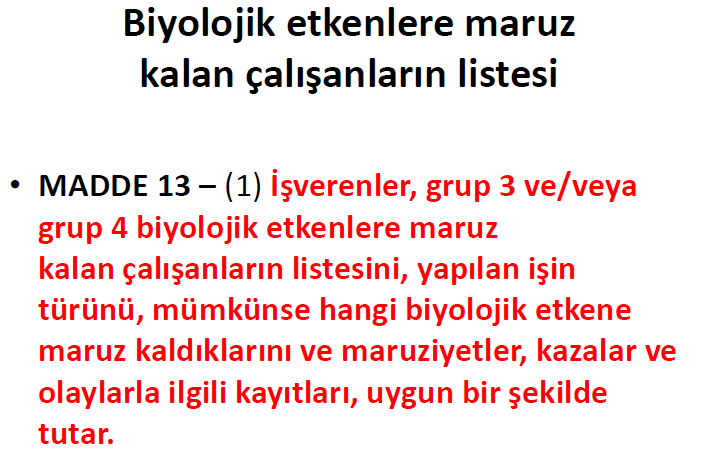 Biyolojik etkenlere maruz
kalan çalışanların listesi
• MADDE 13 – (1) İşverenler, grup 3 ve/veya
grup 4 biyolojik etkenlere maruz
kalan çalışanların listesini, yapılan işin
türünü, mümkünse hangi biyolojik etkene
maruz kaldıklarını ve maruziyetler, kazalar ve
olaylarla ilgili kayıtları, uygun bir şekilde
tutar.